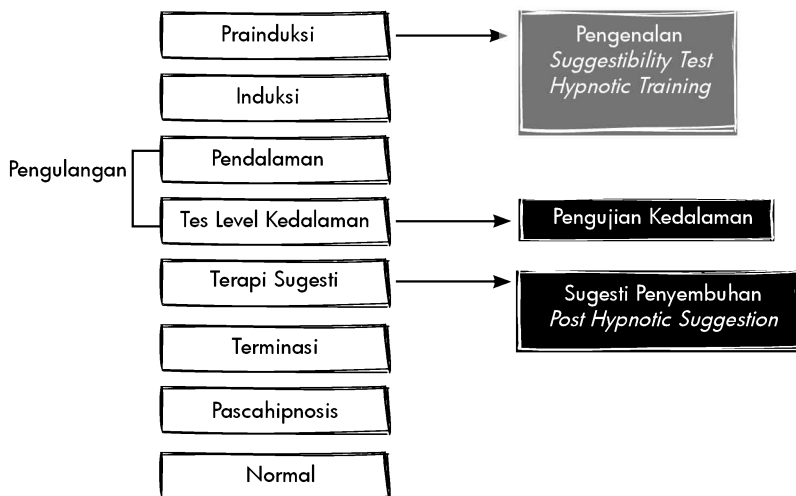 Prainduksi
Pengenalan
Suggestibility Test
Hypnotic Training
Induksi
Pengulangan
Pendalaman
Tes Level Kedalaman
Pengujian Kedalaman
Terapi Sugesti
Sugesti Penyembuhan
Post Hypnotic Suggestion
Terminasi
Pascahipnosis
Normal